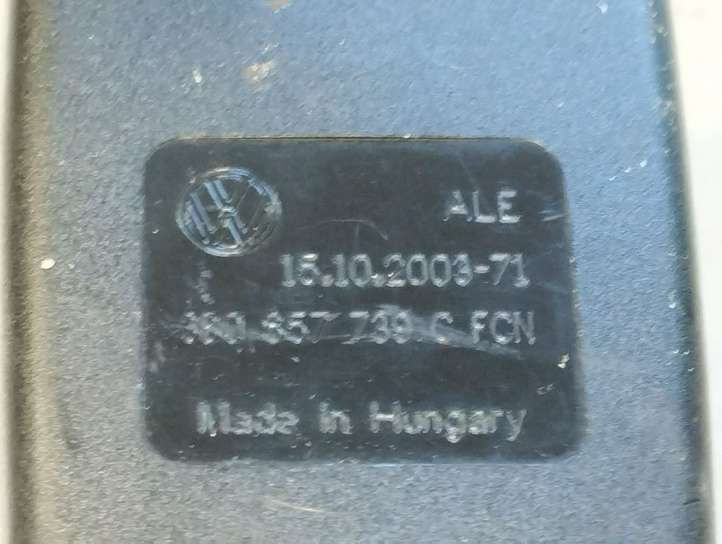 ALE
15.10.2003-71
857 739 C FCN
Made in Hungary